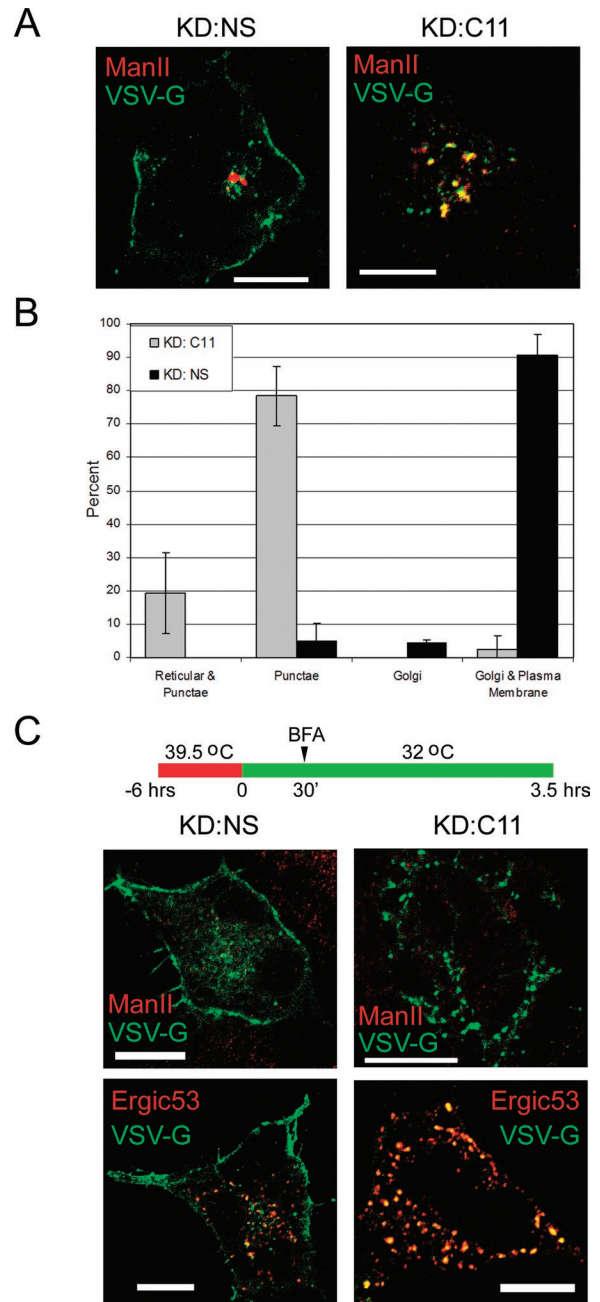 A
KD:NS
KD:C11
ManII
VSV-G
ManII
VSV-G
B
100
90
80
70
60
50
40
30
20
10
0
Percent
KD: C11
KD: NS
Reticular &
Punctae
Punctae
Golgi
Golgi & Plasma
Membrane
C
BFA
39.5 ºC
32 ºC
-6 hrs
0
30'
3.5 hrs
KD:NS
KD:C11
ManII
VSV-G
ManII
VSV-G
Ergic53
VSV-G
Ergic53
VSV-G